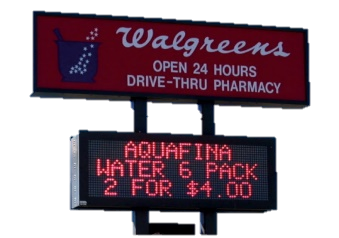 Walgreens
OPEN 24 HOURS
DRIVE-THRU PHARMACY
AQUAFINA
WATER 6 PACK
2 FOR $4.00